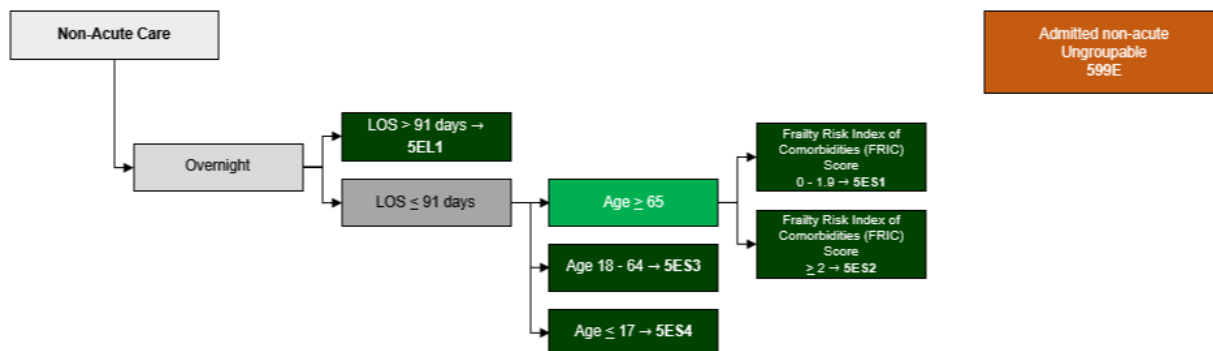 Non-Acute Care
Admitted non-acute
Ungroupable
599E
Overnight
LOS > 91 days →
5EL1
LOS ≤ 91 days
Age ≥ 65
Age 18 - 64 → 5ES3
Age ≤ 17 → 5ES4
Frailty Risk Index of
Comorbidities (FRIC)
Score
0 - 1.9 → 5ES1
Frailty Risk Index of
Comorbidities (FRIC)
Score
≥ 2 → 5ES2